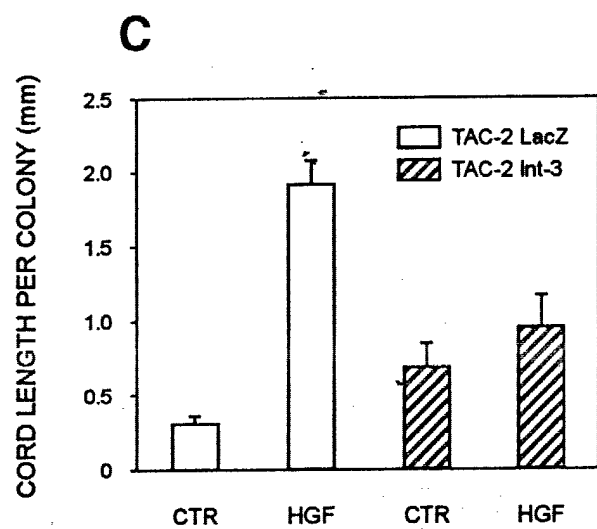 C
CORD LENGTH PER COLONY (mm)
2.5
2.0
1.5
1.0
0.5
0
TAC-2 LacZ
TAC-2 Int-3
CTR HGF CTR HGF